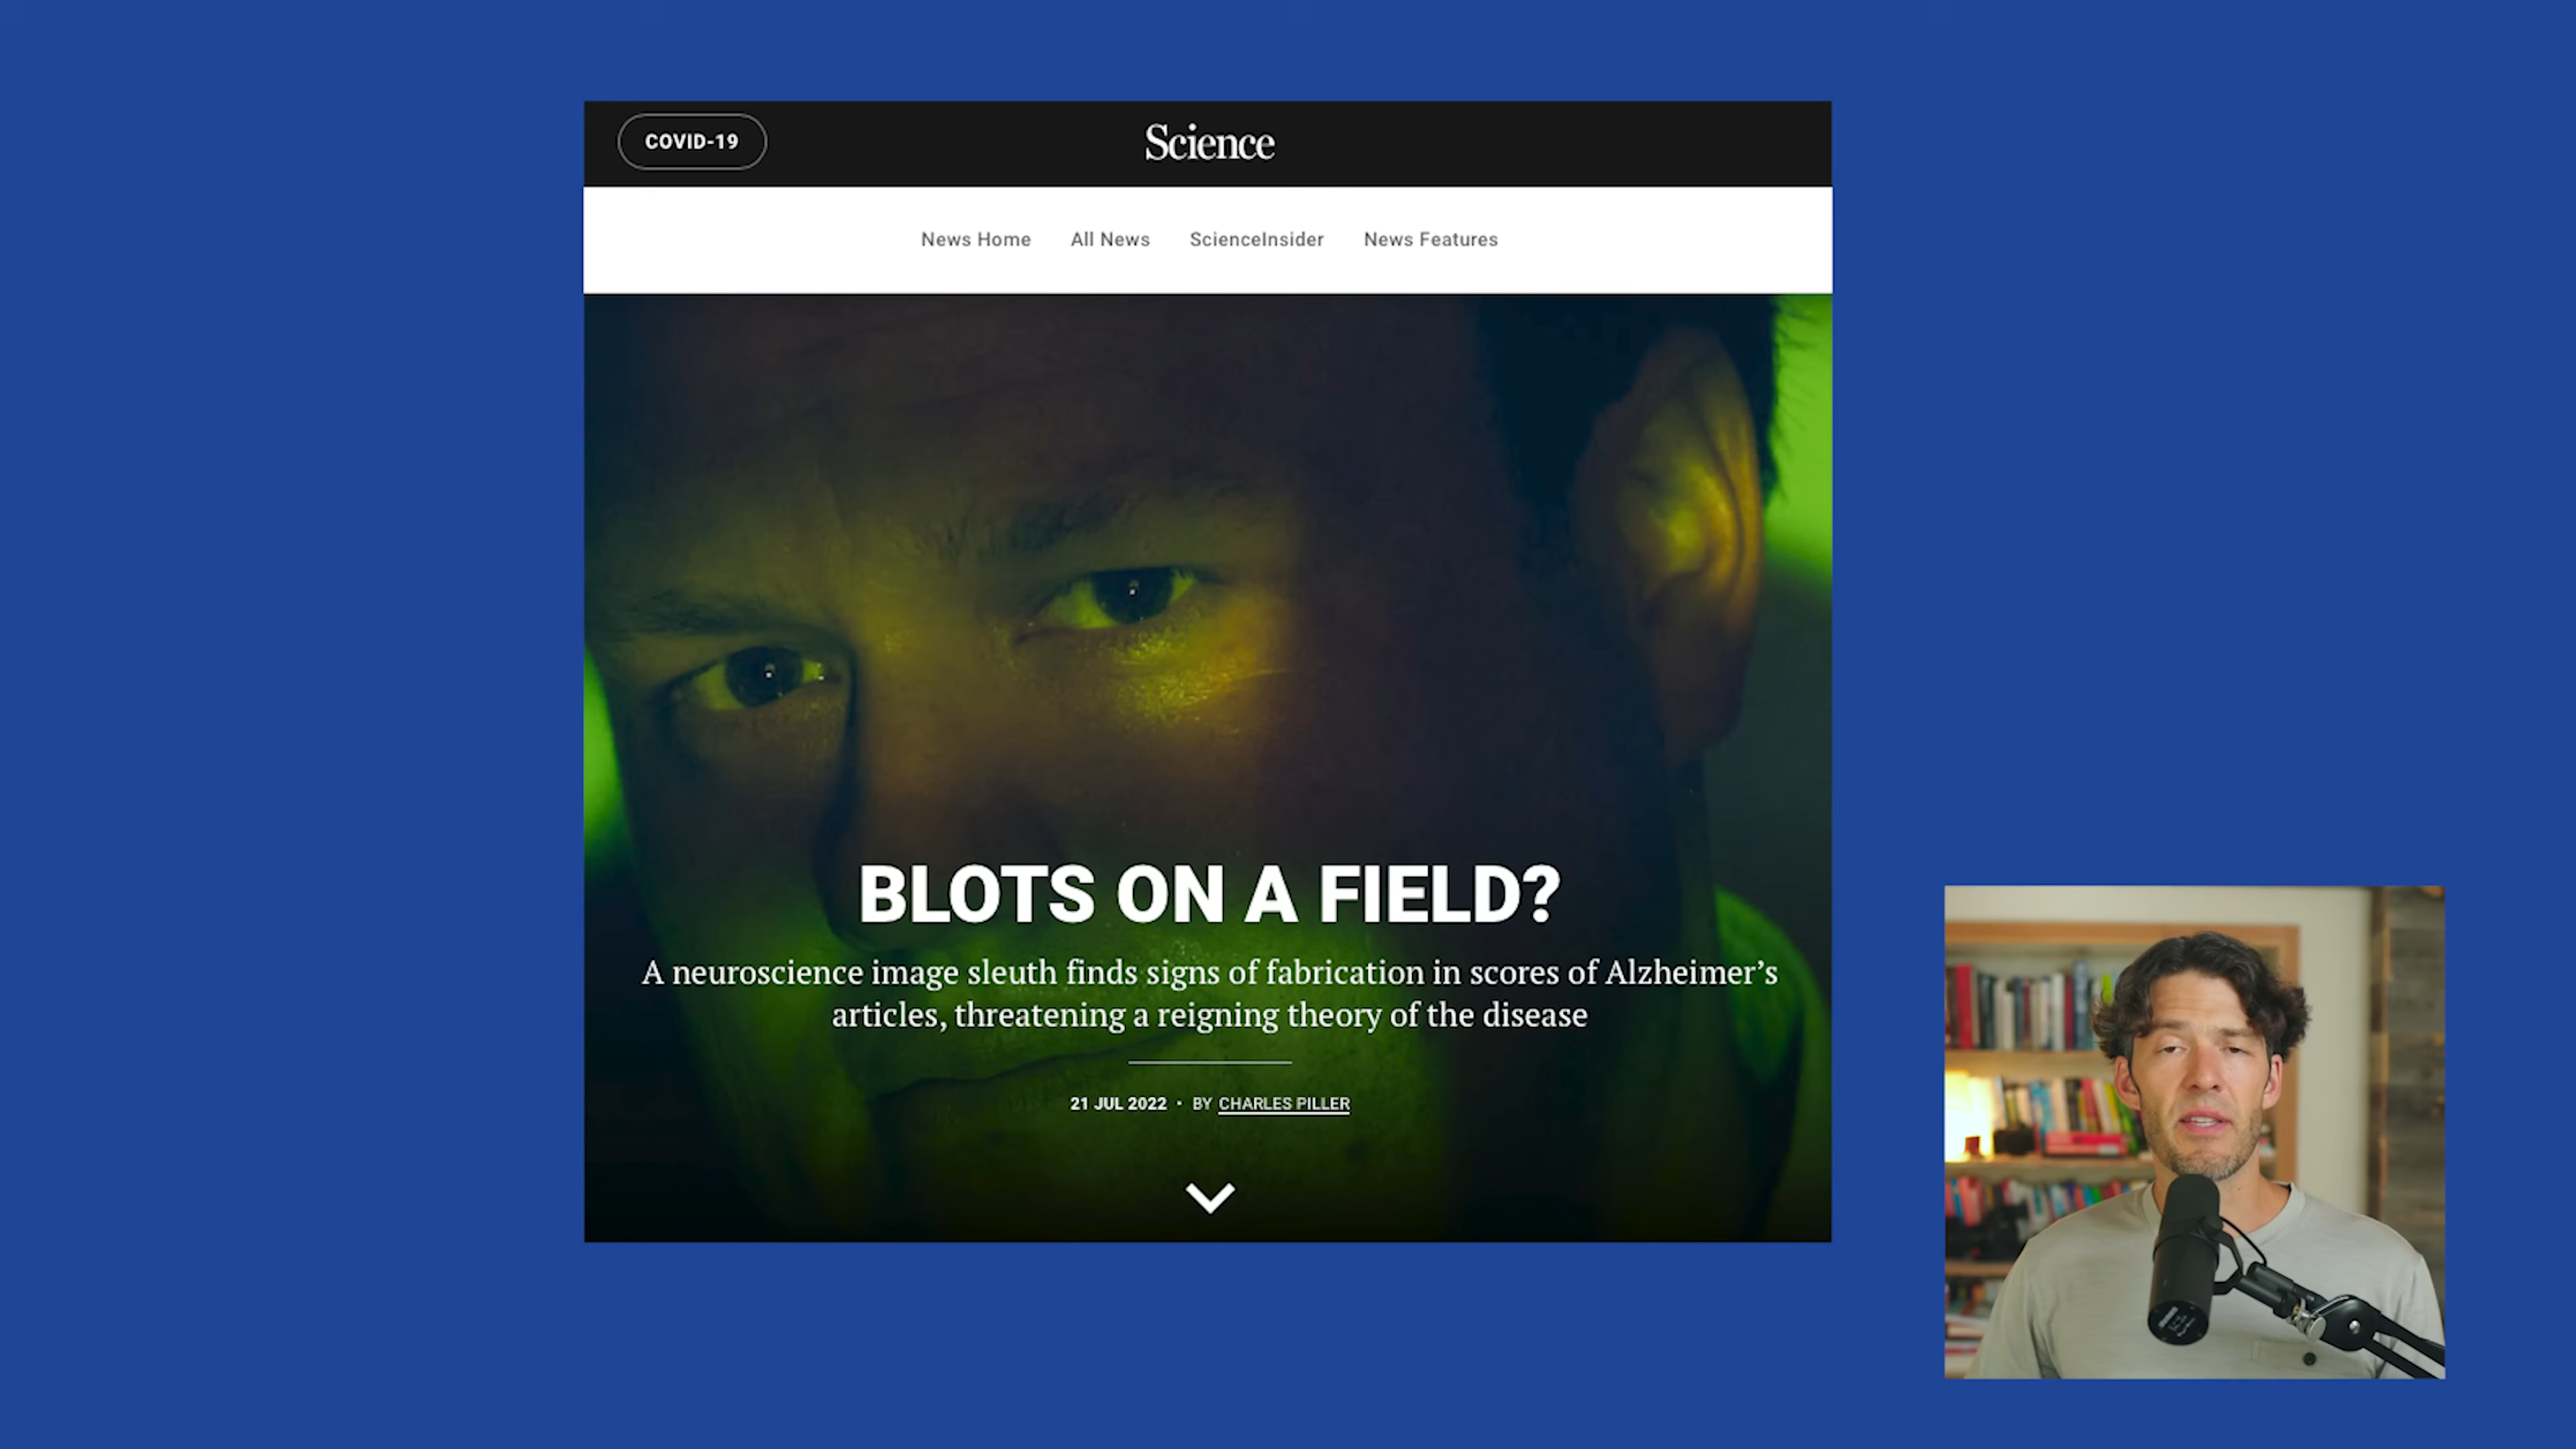 COVID-19
Science
News Home All News ScienceInsider News Features
BLOTS ON A FIELD?
A neuroscience image sleuth finds signs of fabrication in scores of Alzheimer’s
articles, threatening a reigning theory of the disease
21 JUL 2022 • BY CHARLES PILLER